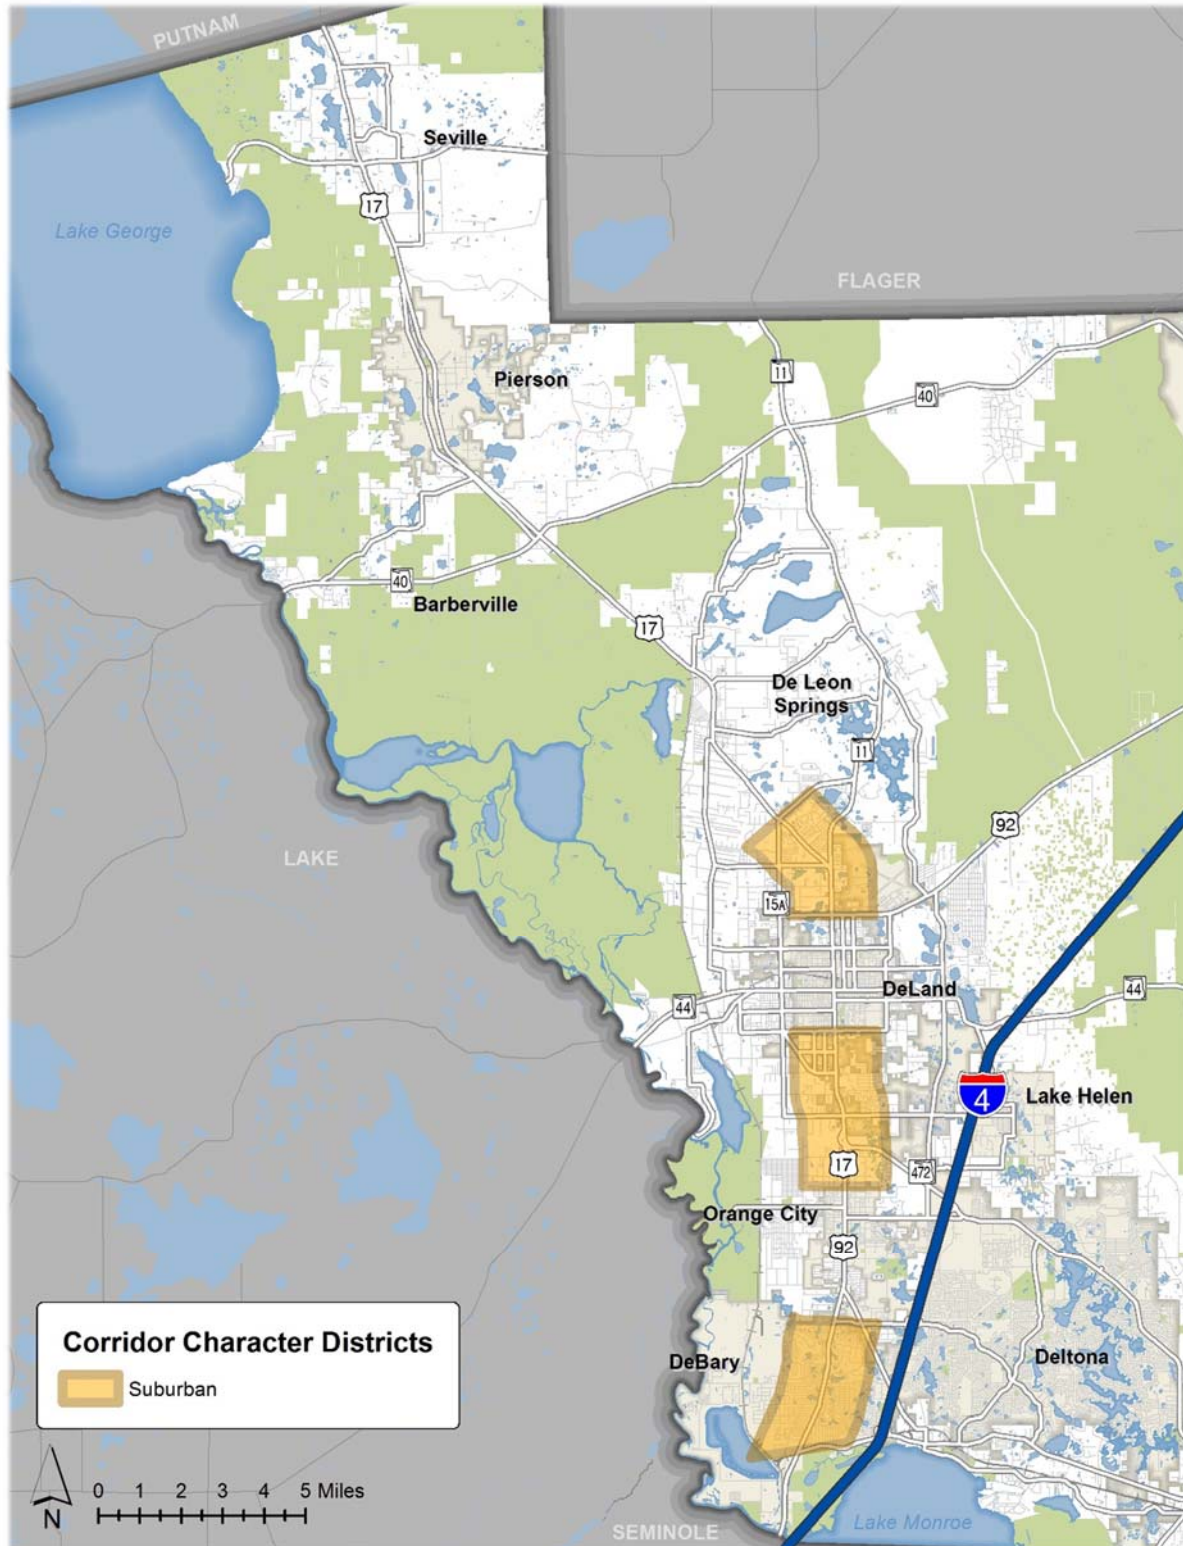 PUTNAM
Seville
17
Lake George
FLAGER
Pierson
11
40
40
Barberville
17
De Leon
Springs
11
92
LAKE
15A
DeLand
44
44
4
Lake Helen
17
472
Orange City
92
DeBary
Deltona
Corridor Character Districts
Suburban
0 1 2 3 4 5 Miles
N
SEMINOLE
Lake Monroe